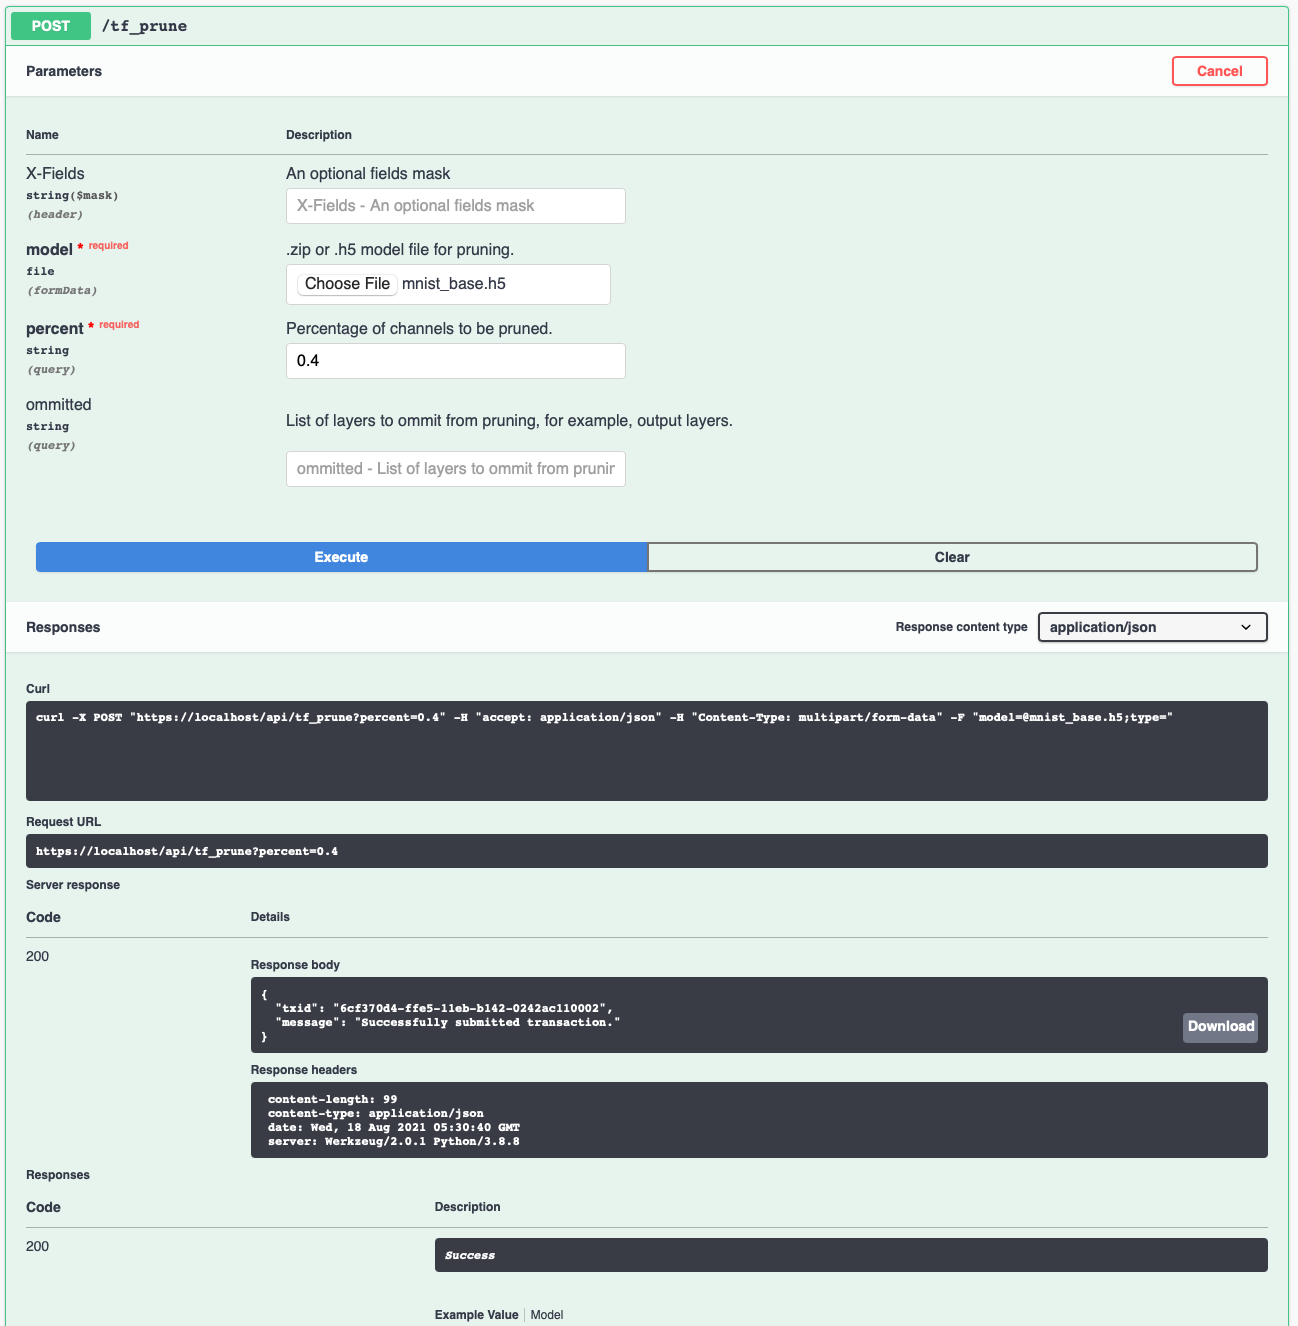 POST /tf_prune
Parameters Cancel
Name Description
X-Fields An optional fields mask
string($mask) X-Fields - An optional fields mask
(header)
model * required .zip or .h5 model file for pruning.
file Choose File mnist_base.h5
(formData)
percent * required Percentage of channels to be pruned.
string 0.4
(query)
ommitted
string List of layers to ommit from pruning, for example, output layers.
(query)
ommitted - List of layers to ommit from prunir
Execute Clear
Responses Response content type application/json
Curl
curl -X POST "https://localhost/api/tf_prune?percent=0.4" -H "accept: application/json" -H "Content-Type: multipart/form-data" -F "model=@mnist_base.h5;type="
Request URL
https://localhost/api/tf_prune?percent=0.4
Server response
Code Details
200
Response body
{
"txid": "6cf370d4-ffe5-11eb-b142-0242ac110002",
"message": "Successfully submitted transaction."
}
Download
Response headers
content-length: 99
content-type: application/json
date: Wed, 18 Aug 2021 05:30:40 GMT
server: Werkzeug/2.0.1 Python/3.8.8
Responses
Code Description
200 Success
Example Value Model